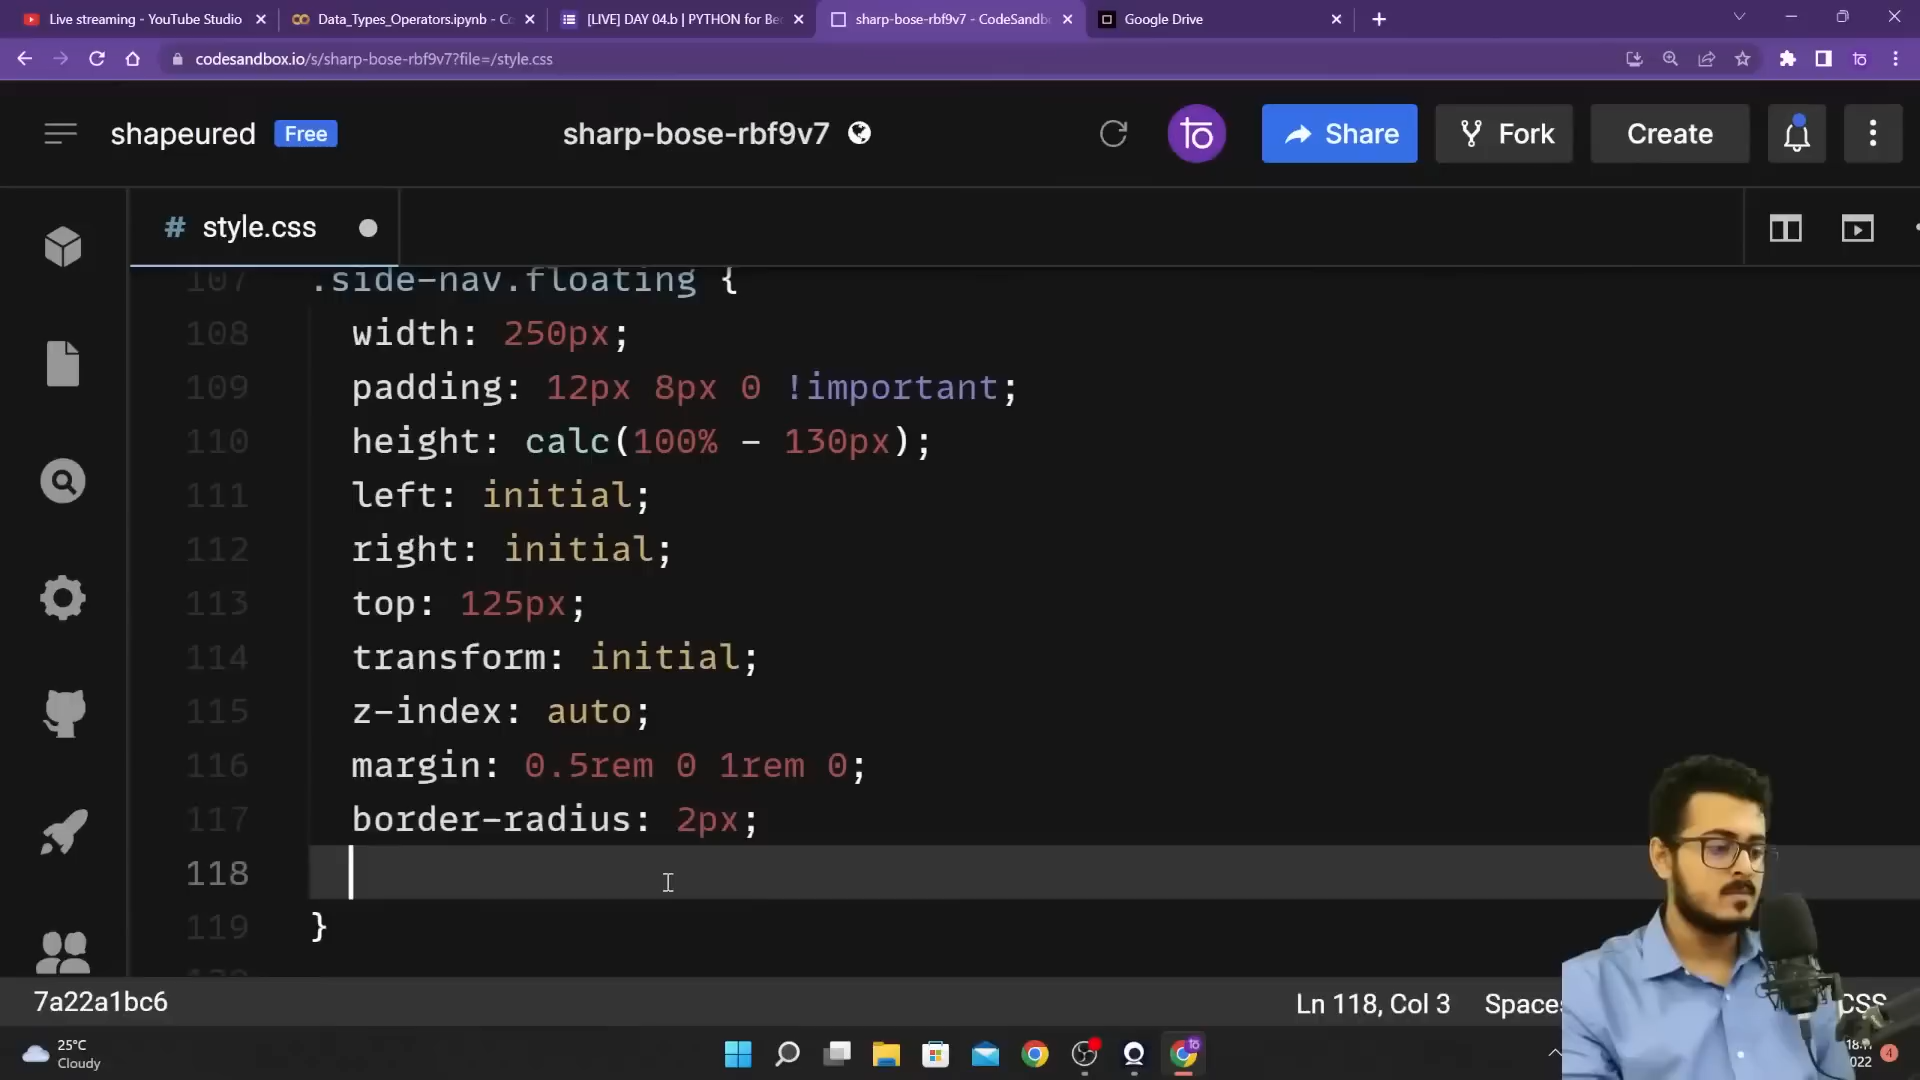 Live streaming - YouTube Studio
Data_Types_Operators.ipynb - Co
[LIVE] DAY 04.b | PYTHON for Be
sharp-bose-rbf9v7 - CodeSandb
Google Drive
codesandbox.io/s/sharp-bose-rbf9v7?file=/style.css
shapeured Free
sharp-bose-rbf9v7
Share
Fork
Create
# style.css
107 .side-nav.floating {
108 width: 250px;
109 padding: 12px 8px 0 !important;
110 height: calc(100% - 130px);
111 left: initial;
112 right: initial;
113 top: 125px;
114 transform: initial;
115 z-index: auto;
116 margin: 0.5rem 0 1rem 0;
117 border-radius: 2px;
118
119 }
7a22a1bc6
Ln 118, Col 3
Spaces
CSS
25°C
Cloudy
4